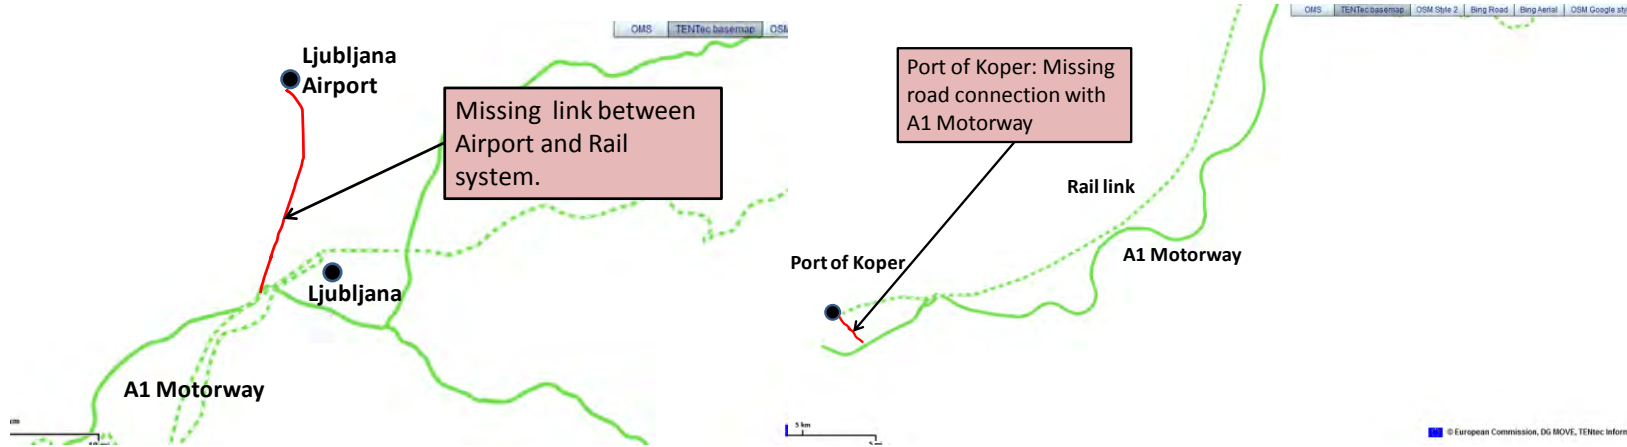 OMS TENTec basemap
Ljubljana
Airport
Missing link between
Airport and Rail
system.
Ljubljana
A1 Motorway
OMS TENTec basemap OSM Style 2 Bing Road Bing Aerial OSM Google
Port of Koper: Missing
road connection with
A1 Motorway
Rail link
A1 Motorway
Port of Koper
5 km
© European Commission, DG MOVE, TENtec